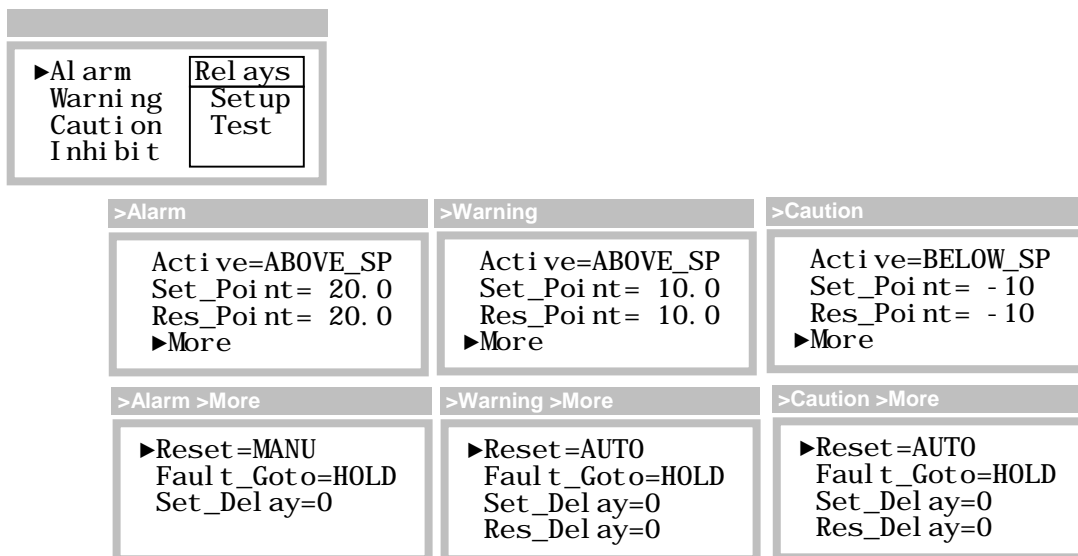 ►Alarm
Warning
Caution
Inhibit
Relays
Setup
Test
>Alarm
Active=ABOVE_SP
Set_Point= 20.0
Res_Point= 20.0
►More
>Warning
Active=ABOVE_SP
Set_Point= 10.0
Res_Point= 10.0
►More
>Caution
Active=BELOW_SP
Set_Point= -10
Res_Point= -10
►More
>Alarm >More
►Reset=MANU
Fault_Goto=HOLD
Set_Delay=0
>Warning >More
►Reset=AUTO
Fault_Goto=HOLD
Set_Delay=0
Res_Delay=0
>Caution >More
►Reset=AUTO
Fault_Goto=HOLD
Set_Delay=0
Res_Delay=0